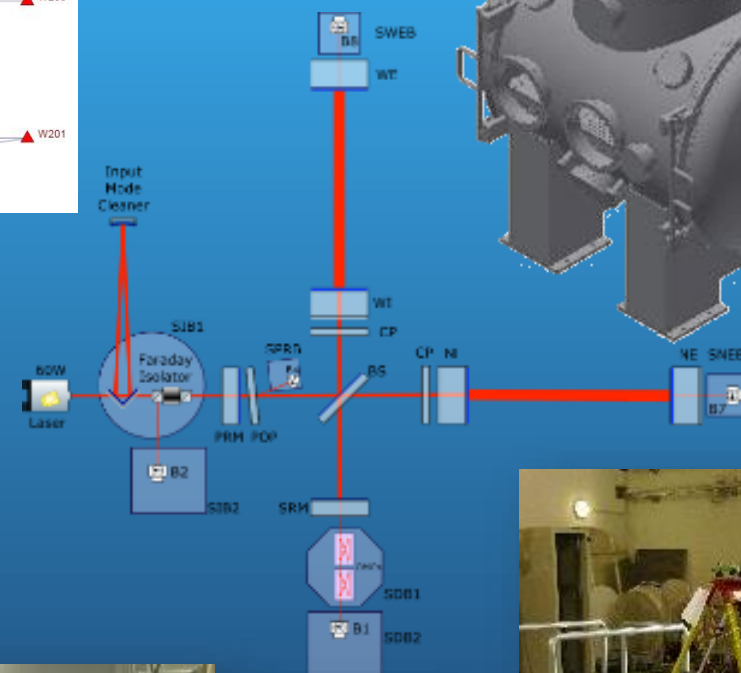 W201
B8
SWEB
WE
Input
Mode
Cleaner
WI
CP
SIB1
Faraday
Isolator
60W
Laser
PRM POP
BS
CP NI
NE
B7
B2
SIB2
SRM
SDB1
B1
SDB2